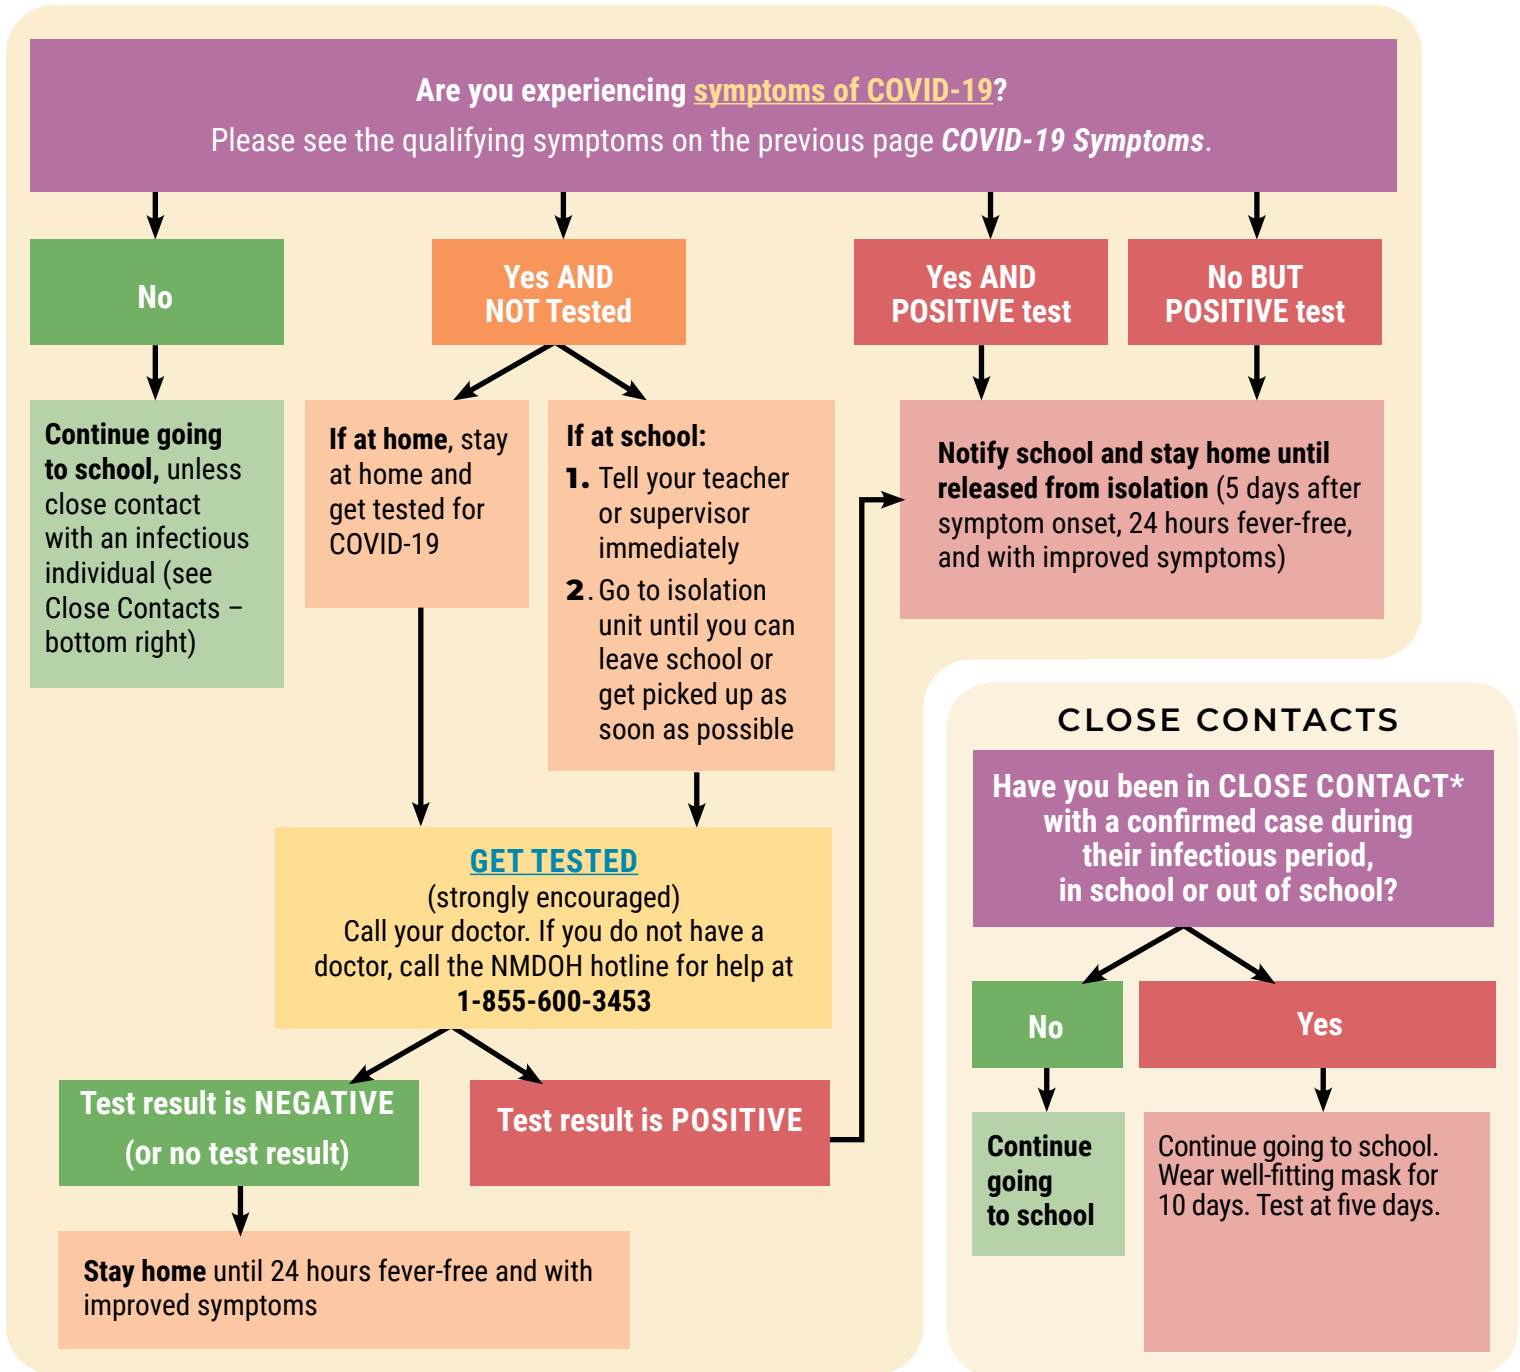 Are you experiencing symptoms of COVID-19?
Please see the qualifying symptoms on the previous page COVID-19 Symptoms.
No
Yes AND
NOT Tested
Yes AND
POSITIVE test
No BUT
POSITIVE test
Continue going
to school, unless
close contact
with an infectious
individual (see
Close Contacts –
bottom right)
If at home, stay
at home and
get tested for
COVID-19
If at school:
1. Tell your teacher
or supervisor
immediately
2. Go to isolation
unit until you can
leave school or
get picked up as
soon as possible
Notify school and stay home until
released from isolation (5 days after
symptom onset, 24 hours fever-free,
and with improved symptoms)
GET TESTED
(strongly encouraged)
Call your doctor. If you do not have a
doctor, call the NMDOH hotline for help at
1-855-600-3453
Test result is NEGATIVE
(or no test result)
Test result is POSITIVE
Stay home until 24 hours fever-free and with
improved symptoms
CLOSE CONTACTS
Have you been in CLOSE CONTACT*
with a confirmed case during
their infectious period,
in school or out of school?
No
Yes
Continue
going
to school
Continue going to school.
Wear well-fitting mask for
10 days. Test at five days.